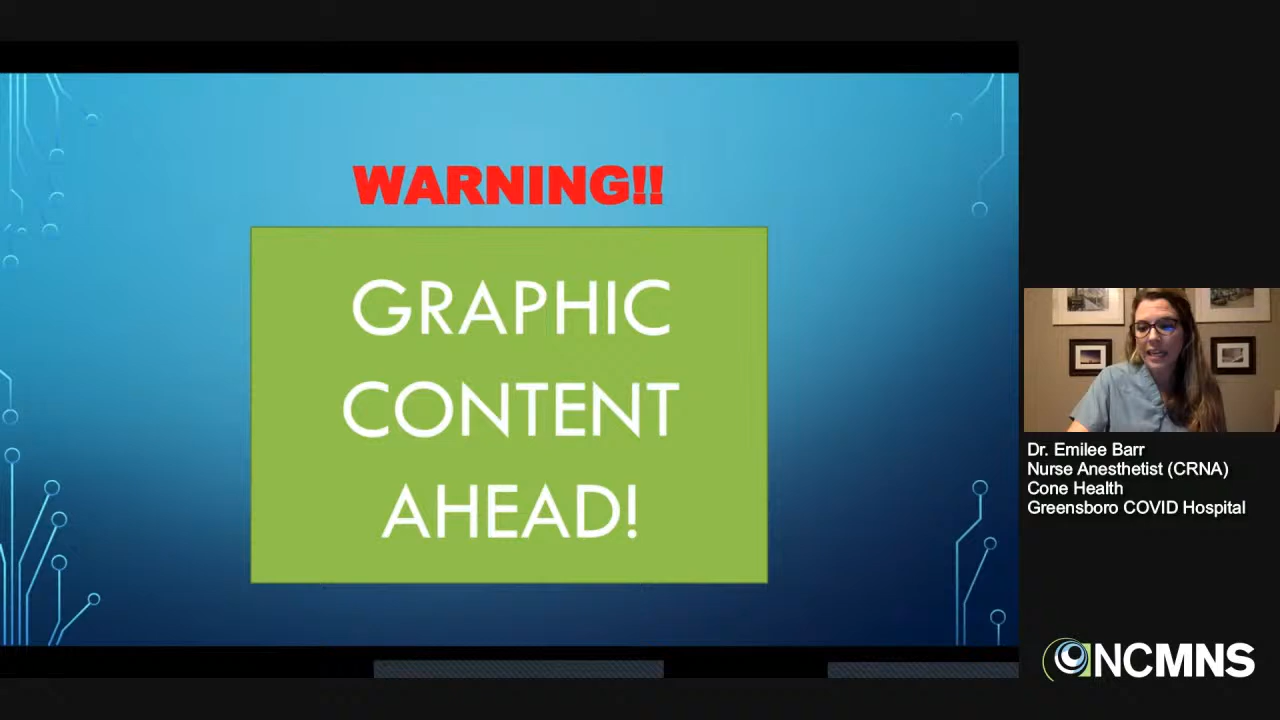 WARNING!!
GRAPHIC
CONTENT
AHEAD!
Dr. Emilee Barr
Nurse Anesthetist (CRNA)
Cone Health
Greensboro COVID Hospital
NCMNS